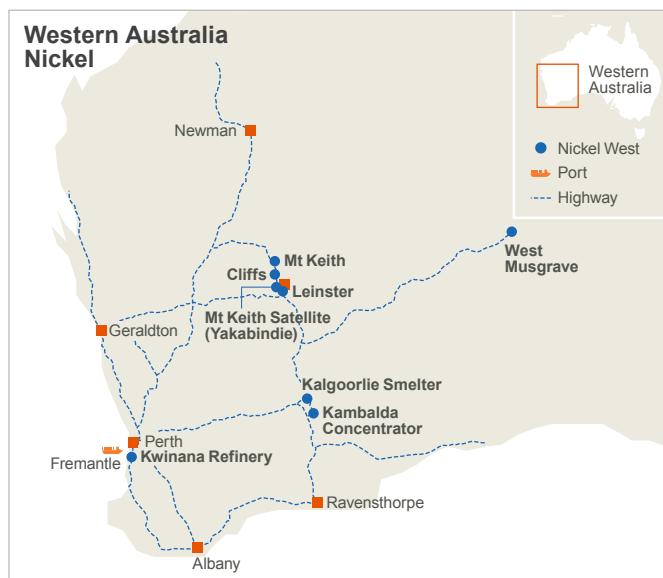 Western Australia
Nickel
Western
Australia
Nickel West
Port
Highway
Newman
West
Musgrave
Mt Keith
Cliffs
Leinster
Mt Keith Satellite
(Yakabindie)
Geraldton
Kalgoorlie Smelter
Kambalda
Concentrator
Perth
Fremantle
Kwinana Refinery
Ravensthorpe
Albany